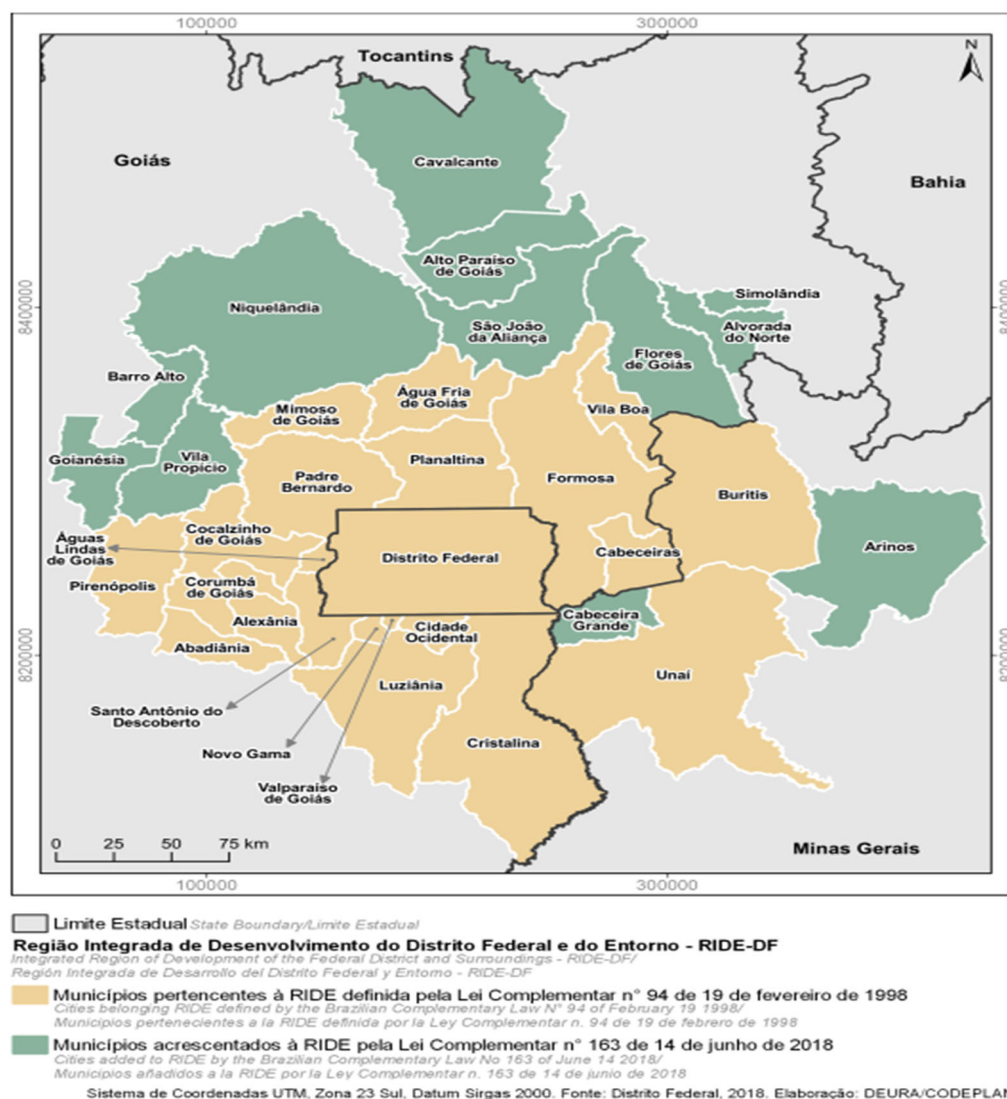 100000
300000
N
Tocantins
Goiás
Bahia
Cavalcante
Alto Paraíso
de Goiás
8400000
8400000
Niquelândia
Simolândia
São João
da Aliança
Alvorada
do Norte
Flores
de Goiás
Barro Alto
Água Fria
de Goiás
Mimoso
de Goiás
Vila Boa
Goianésia
Vila
Propício
Planaltina
Padre
Bernardo
Formosa
Buritis
Cocalzinho
de Goiás
Águas
Lindas
de Goiás
Arinos
Cabeceiras
Distrito Federal
Pirenópolis
Corumbá
de Goiás
Alexânia
Cabeceira
Grande
Cidade
Ocidental
Abadiânia
8200000
8200000
Luziânia
Unaí
Santo Antônio do
Descoberto
Cristalina
Novo Gama
Valparaiso
de Goiás
0 25 50 75 km
Minas Gerais
100000
300000
Limite Estadual State Boundary/Limite Estadual
Região Integrada de Desenvolvimento do Distrito Federal e do Entorno - RIDE-DF
Integrated Region of Development of the Federal District and Surroundings - RIDE-DF/
Región Integrada de Desarrollo del Distrito Federal y Entorno - RIDE-DF
Municípios pertencentes à RIDE definida pela Lei Complementar n° 94 de 19 de fevereiro de 1998
Cities belonging RIDE defined by the Brazilian Complementary Law N° 94 of February 19 1998/
Municipios pertenecientes a la RIDE definida por la Ley Complementar n. 94 de 19 de febrero de 1998
Municípios acrescentados à RIDE pela Lei Complementar n° 163 de 14 de junho de 2018
Cities added to RIDE by the Brazilian Complementary Law No 163 of June 14 2018/
Municipios añadidos a la RIDE por la Ley Complementar n. 163 de 14 de junio de 2018
Sistema de Coordenadas UTM, Zona 23 Sul, Datum Sirgas 2000. Fonte: Distrito Federal, 2018. Elaboração: DEURA/CODEPLAN